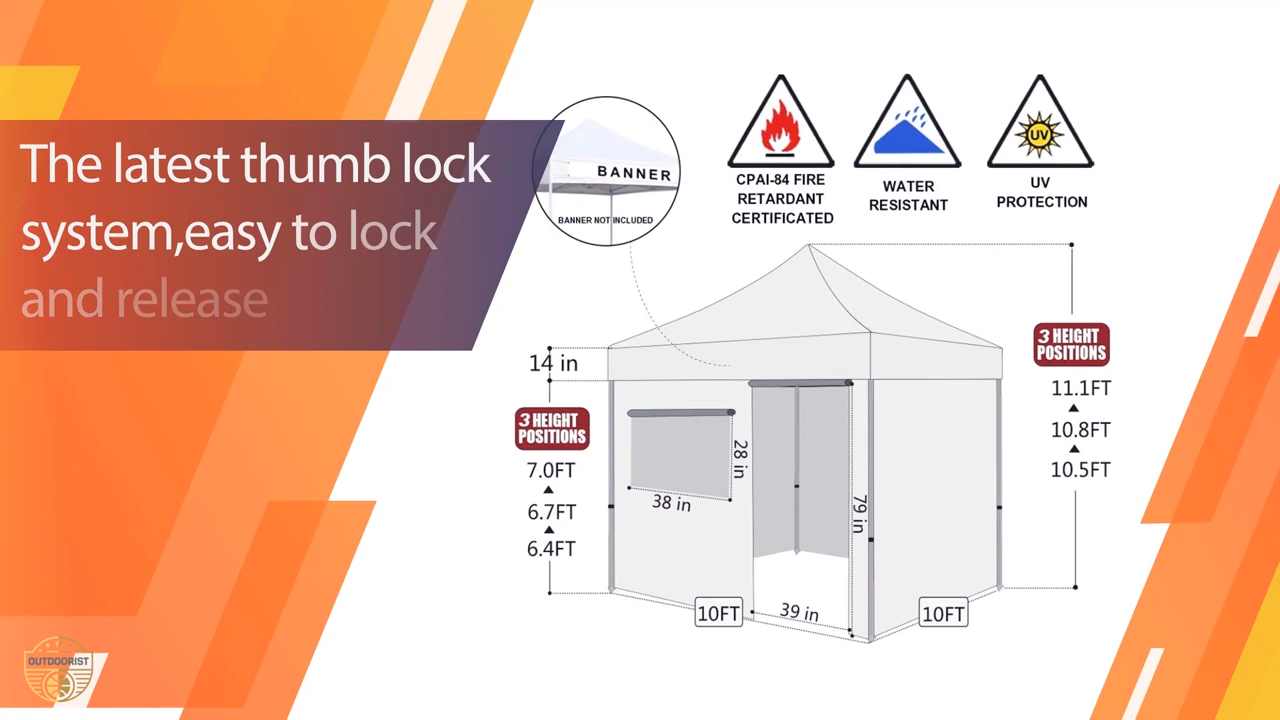 The latest thumb lock
system,easy to lock
and release
BANNER
BANNER NOT INCLUDED
CPAI-84 FIRE
RETARDANT
CERTIFICATED
WATER
RESISTANT
UV
UV
PROTECTION
14 in
3 HEIGHT
POSITIONS
7.0FT
6.7FT
6.4FT
38 in
28 in
79 in
39 in
10FT
10FT
3 HEIGHT
POSITIONS
11.1FT
10.8FT
10.5FT
OUTDOORIST